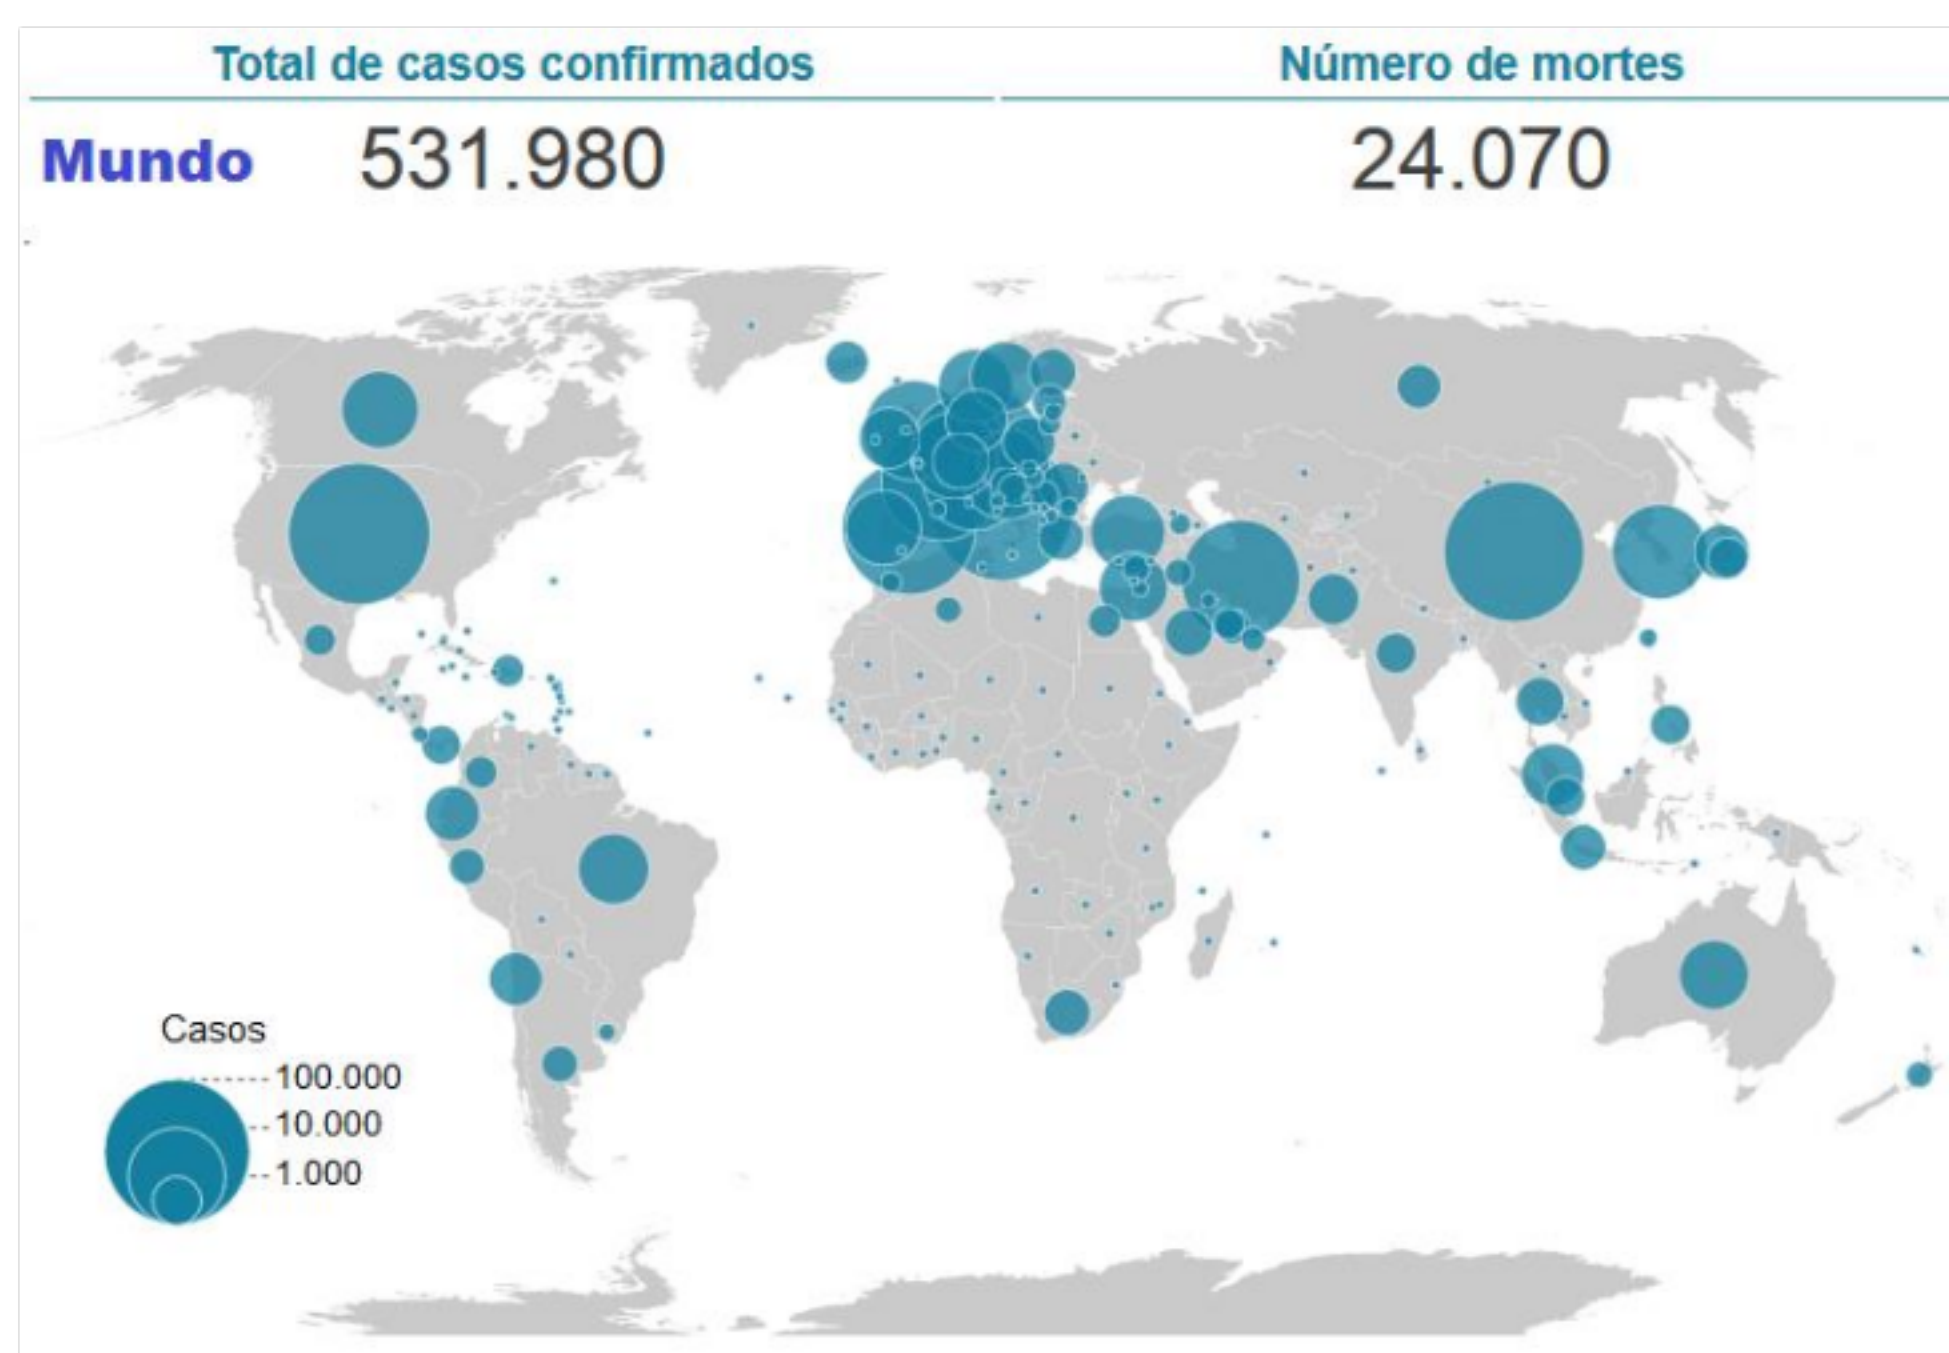 Total de casos confirmados
Número de mortes
Mundo 531.980
24.070
Casos
100.000
10.000
1.000